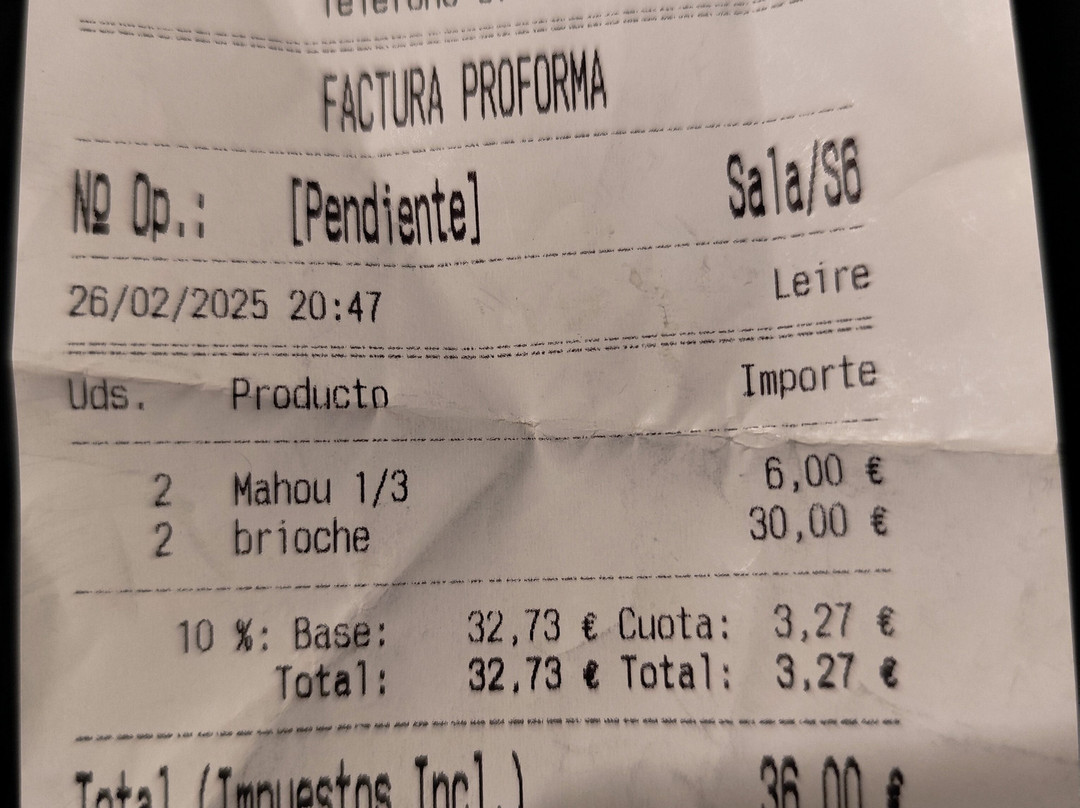 Teléfono
FACTURA PROFORMA
Nº Op.: [Pendiente] Sala/S6
26/02/2025 20:47 Leire
Uds. Producto Importe
2 Mahou 1/3 6,00 €
2 brioche 30,00 €
10 %: Base: 32,73 € Cuota: 3,27 €
Total: 32,73 € Total: 3,27 €
Total (Impuestos Incl.) 36,00 €